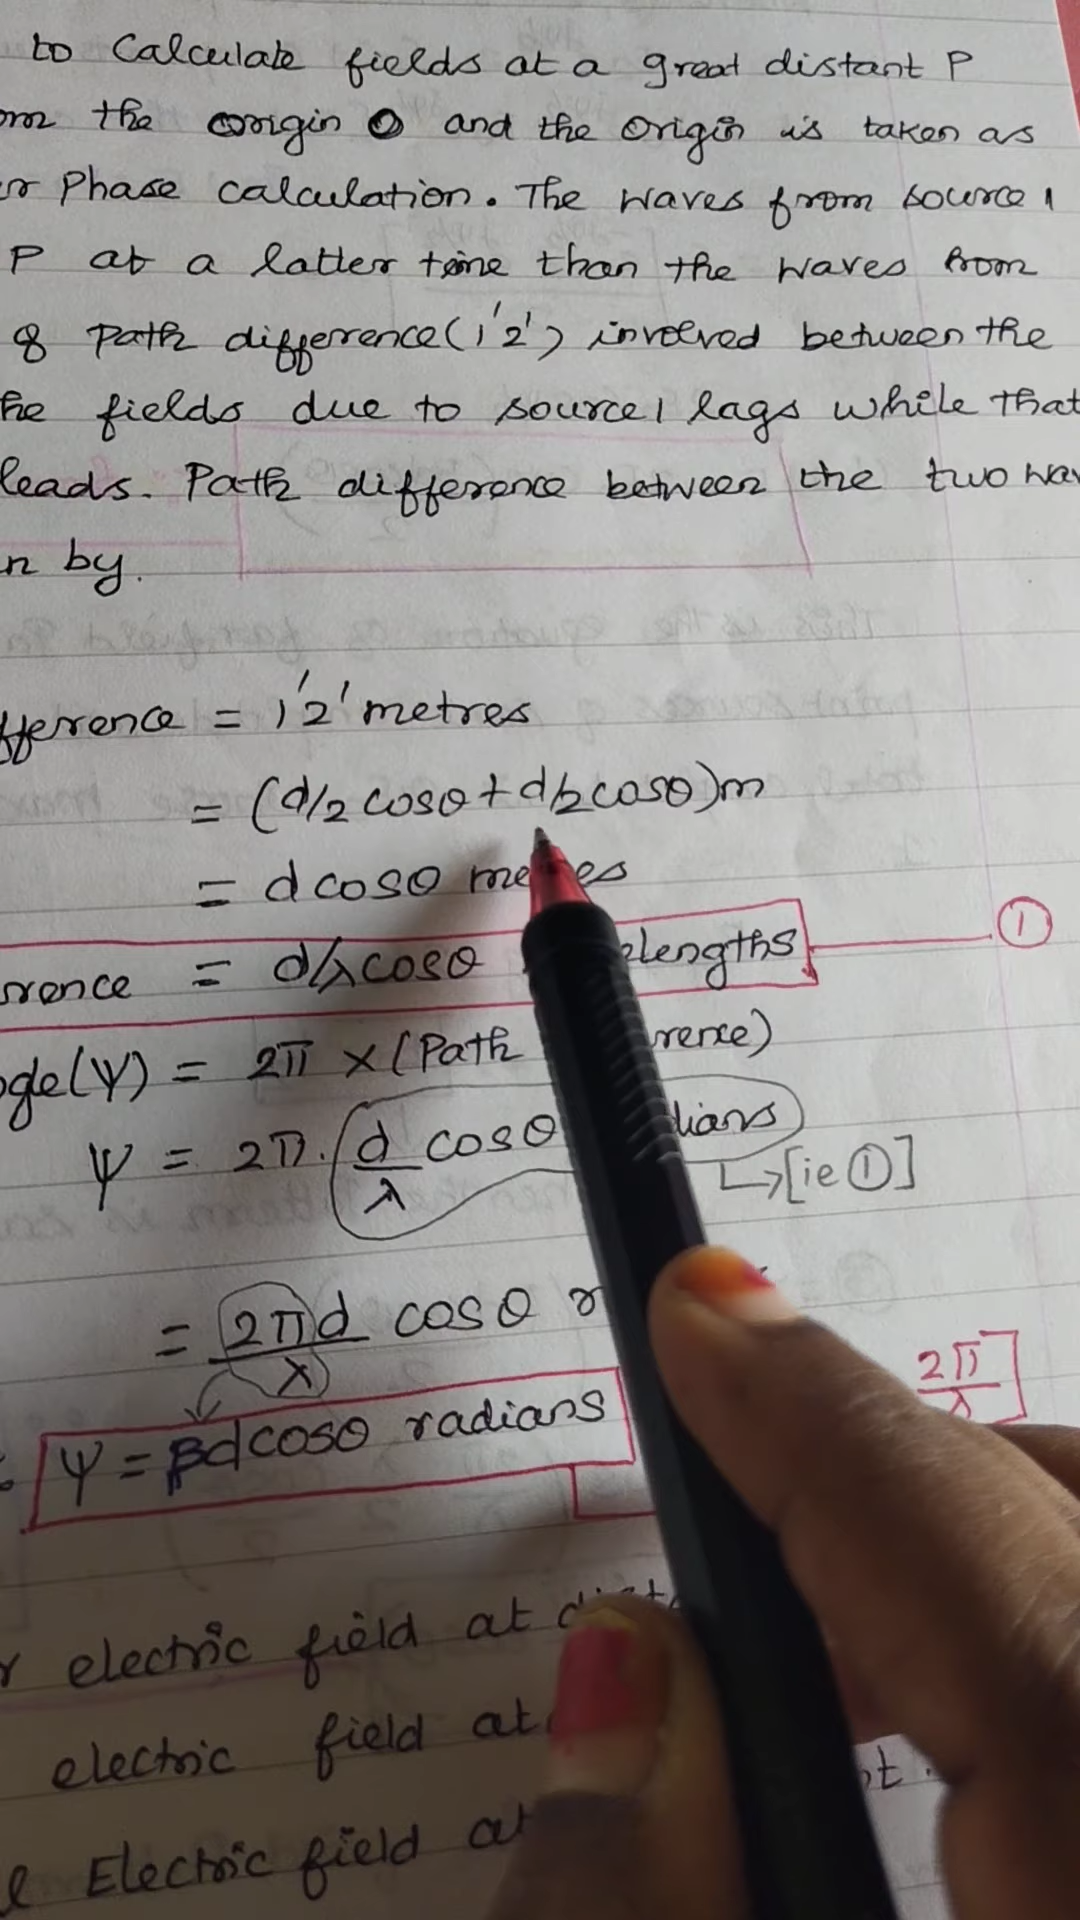 to Calculate fields at a great distant P
the origin O and the Origin is taken as
Phase calculation. The waves from source 1
P at a latter time than the waves from
Path difference (1'2') involved between the
fields due to source 1 lags while that
leads. Path difference between the two
by.
= 1'2' metres
= (d/2 cosθ + d/2 cosθ) m
= d cosθ
= d/λ cosθ
①
(ψ) = 2π × (Path
ψ = 2π. d/λ cosθ
↳ [ie ①]
= 2πd/λ cosθ
2π/λ]
ψ = βd cosθ radians
electric field at
electric field at
Electric field at